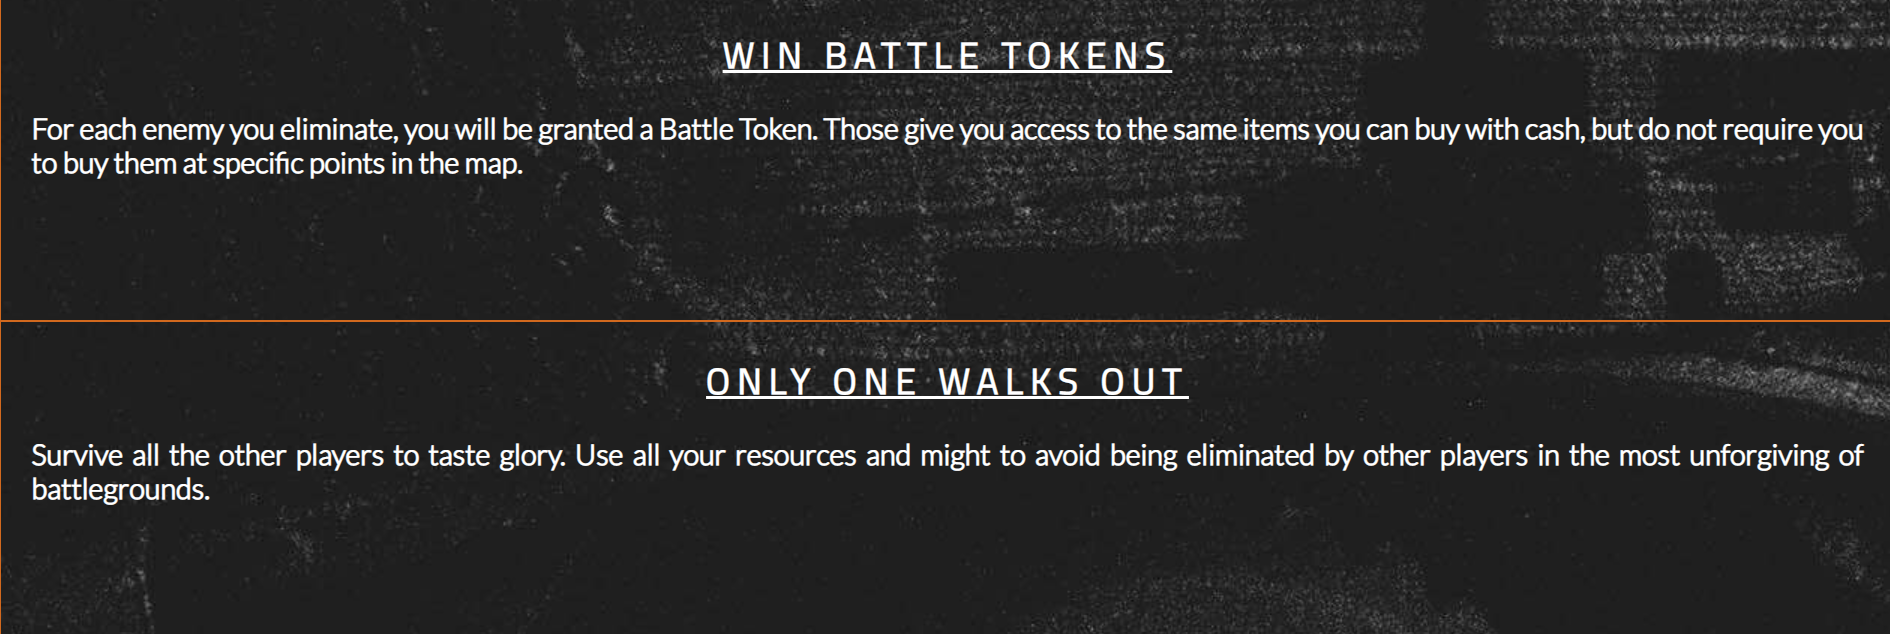 WIN BATTLE TOKENS
For each enemy you eliminate, you will be granted a Battle Token. Those give you access to the same items you can buy with cash, but do not require you
to buy them at specific points in the map.
ONLY ONE WALKS OUT
Survive all the other players to taste glory. Use all your resources and might to avoid being eliminated by other players in the most unforgiving of
battlegrounds.